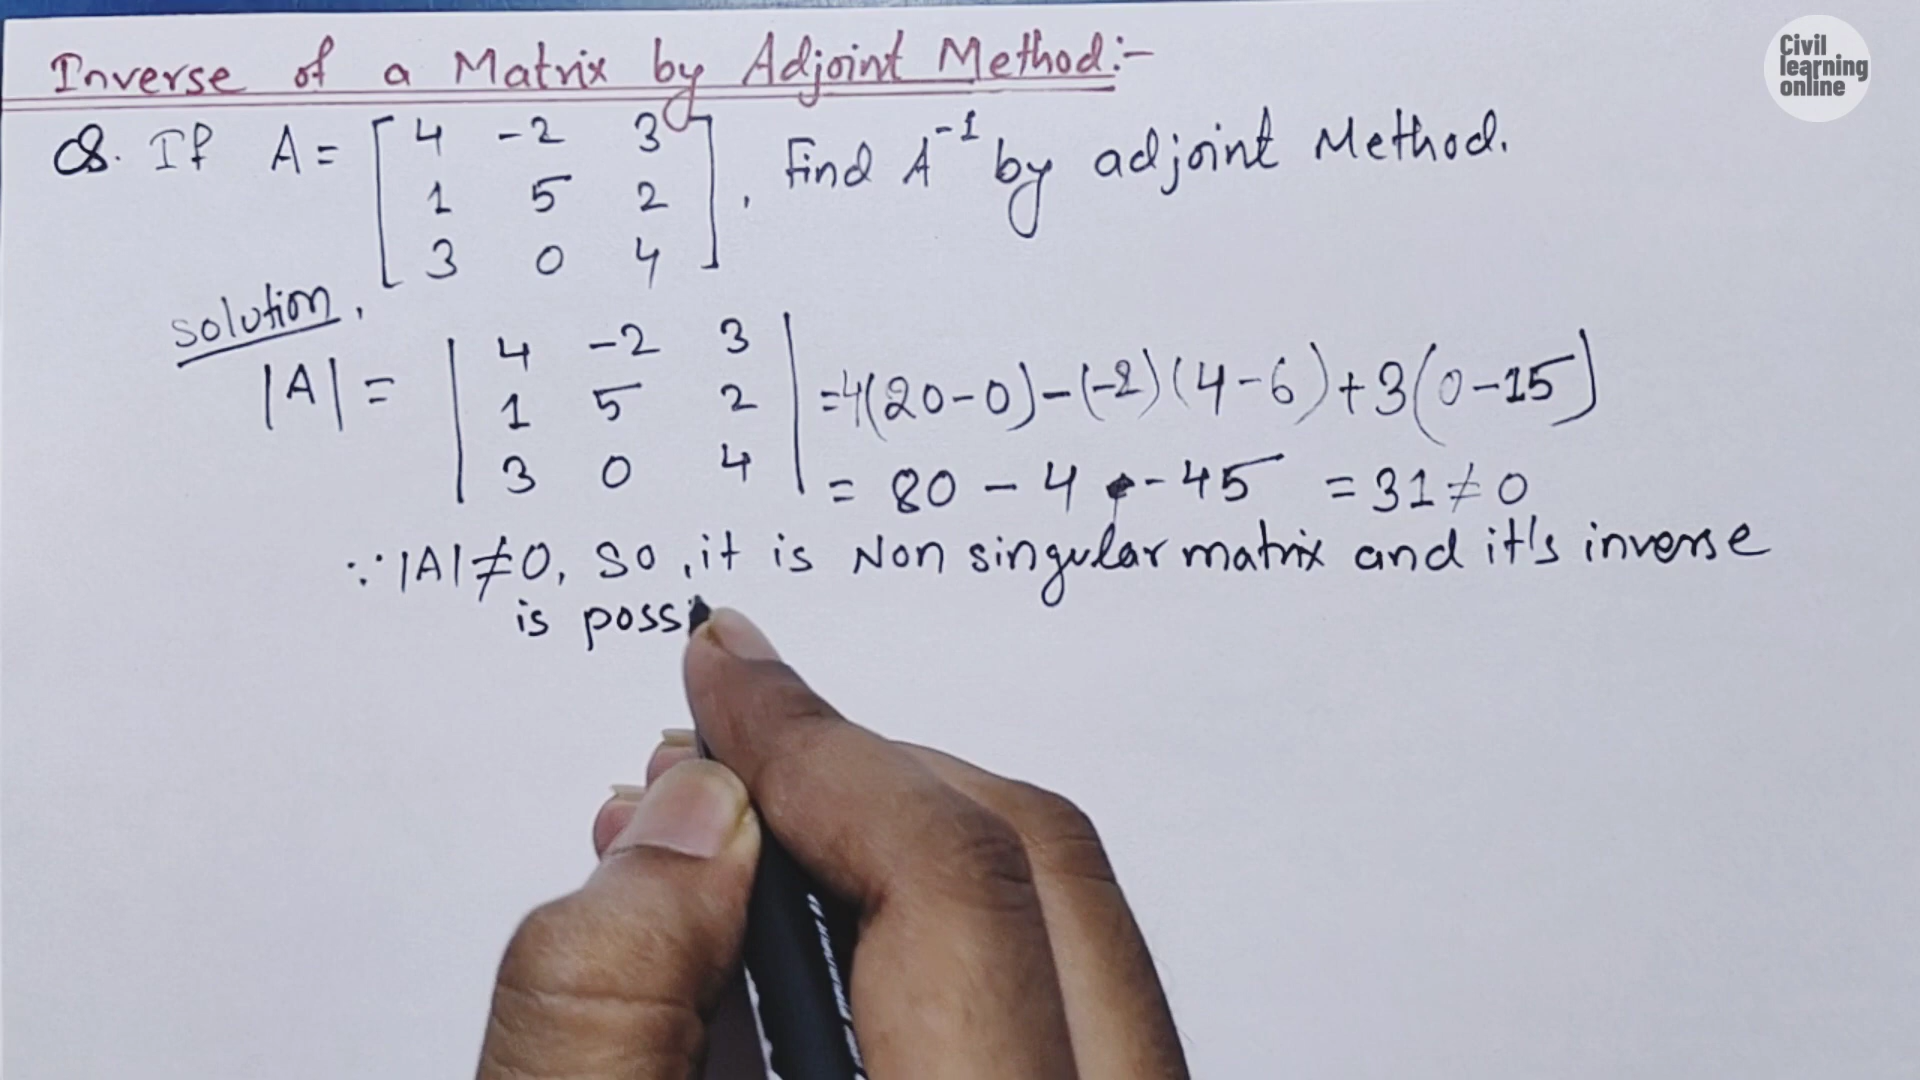 Inverse of a Matrix by Adjoint Method:-
Civil
learning
online
Q. If A = [ 4 -2 3 ], Find A⁻¹ by adjoint Method.
1 5 2
3 0 4
Solution,
|A| = | 4 -2 3 | = 4(20-0)-(-2)(4-6)+3(0-15)
1 5 2
3 0 4 = 80 - 4 - 45 = 31 ≠ 0
∵ |A| ≠ 0, So, it is Non singular matrix and it's inverse
is possi